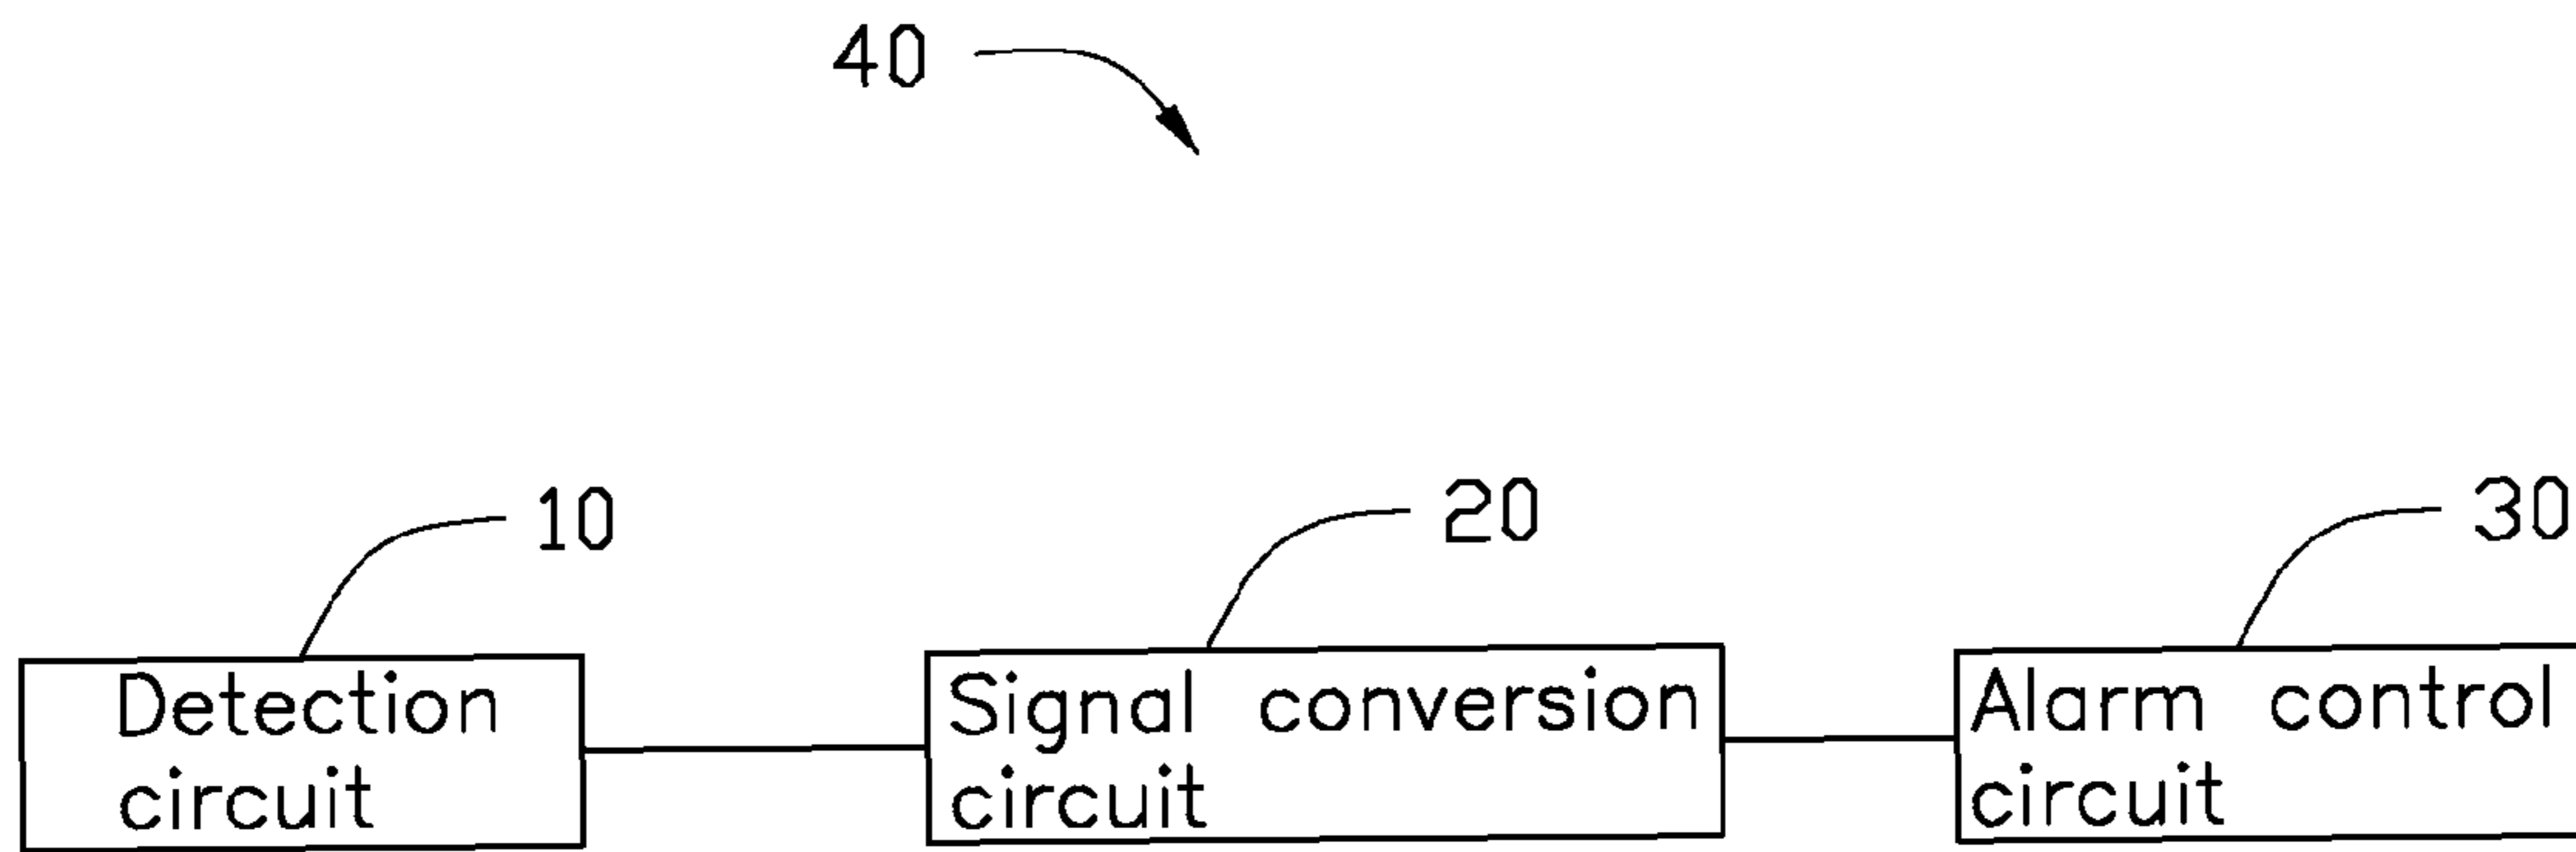 40
10
20
30
Detection
circuit
Signal conversion
circuit
Alarm control
circuit